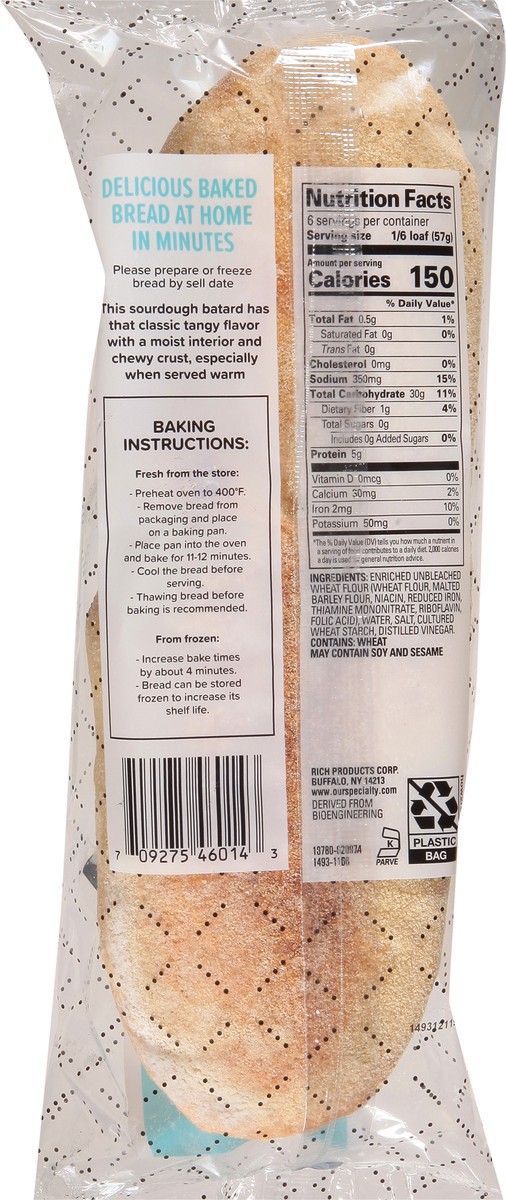 DELICIOUS BAKED
BREAD AT HOME
IN MINUTES
Please prepare or freeze
bread by sell date
This sourdough batard has
that classic tangy flavor
with a moist interior and
chewy crust, especially
when served warm
BAKING
INSTRUCTIONS:
Fresh from the store:
- Preheat oven to 400°F.
- Remove bread from
packaging and place
on a baking pan.
- Place pan into the oven
and bake for 11-12 minutes.
- Cool the bread before
serving.
- Thawing bread before
baking is recommended.
From frozen:
- Increase bake times
by about 4 minutes.
- Bread can be stored
frozen to increase its
shelf life.
7 09275 46014 3
Nutrition Facts
6 servings per container
Serving size 1/6 loaf (57g)
Amount per serving
Calories 150
% Daily Value*
Total Fat 0.5g 1%
Saturated Fat 0g 0%
Trans Fat 0g
Cholesterol 0mg 0%
Sodium 350mg 15%
Total Carbohydrate 30g 11%
Dietary Fiber 1g 4%
Total Sugars 0g
Includes 0g Added Sugars 0%
Protein 5g
Vitamin D 0mcg 0%
Calcium 30mg 2%
Iron 2mg 10%
Potassium 50mg 0%
*The % Daily Value (DV) tells you how much a nutrient in
a serving of food contributes to a daily diet. 2,000 calories
a day is used for general nutrition advice.
INGREDIENTS: ENRICHED UNBLEACHED
WHEAT FLOUR (WHEAT FLOUR, MALTED
BARLEY FLOUR, NIACIN, REDUCED IRON,
THIAMINE MONONITRATE, RIBOFLAVIN,
FOLIC ACID), WATER, SALT, CULTURED
WHEAT STARCH, DISTILLED VINEGAR.
CONTAINS: WHEAT
MAY CONTAIN SOY AND SESAME
RICH PRODUCTS CORP.
BUFFALO, NY 14213
www.ourspecialty.com
DERIVED FROM
BIOENGINEERING
K
PARVE
PLASTIC
BAG